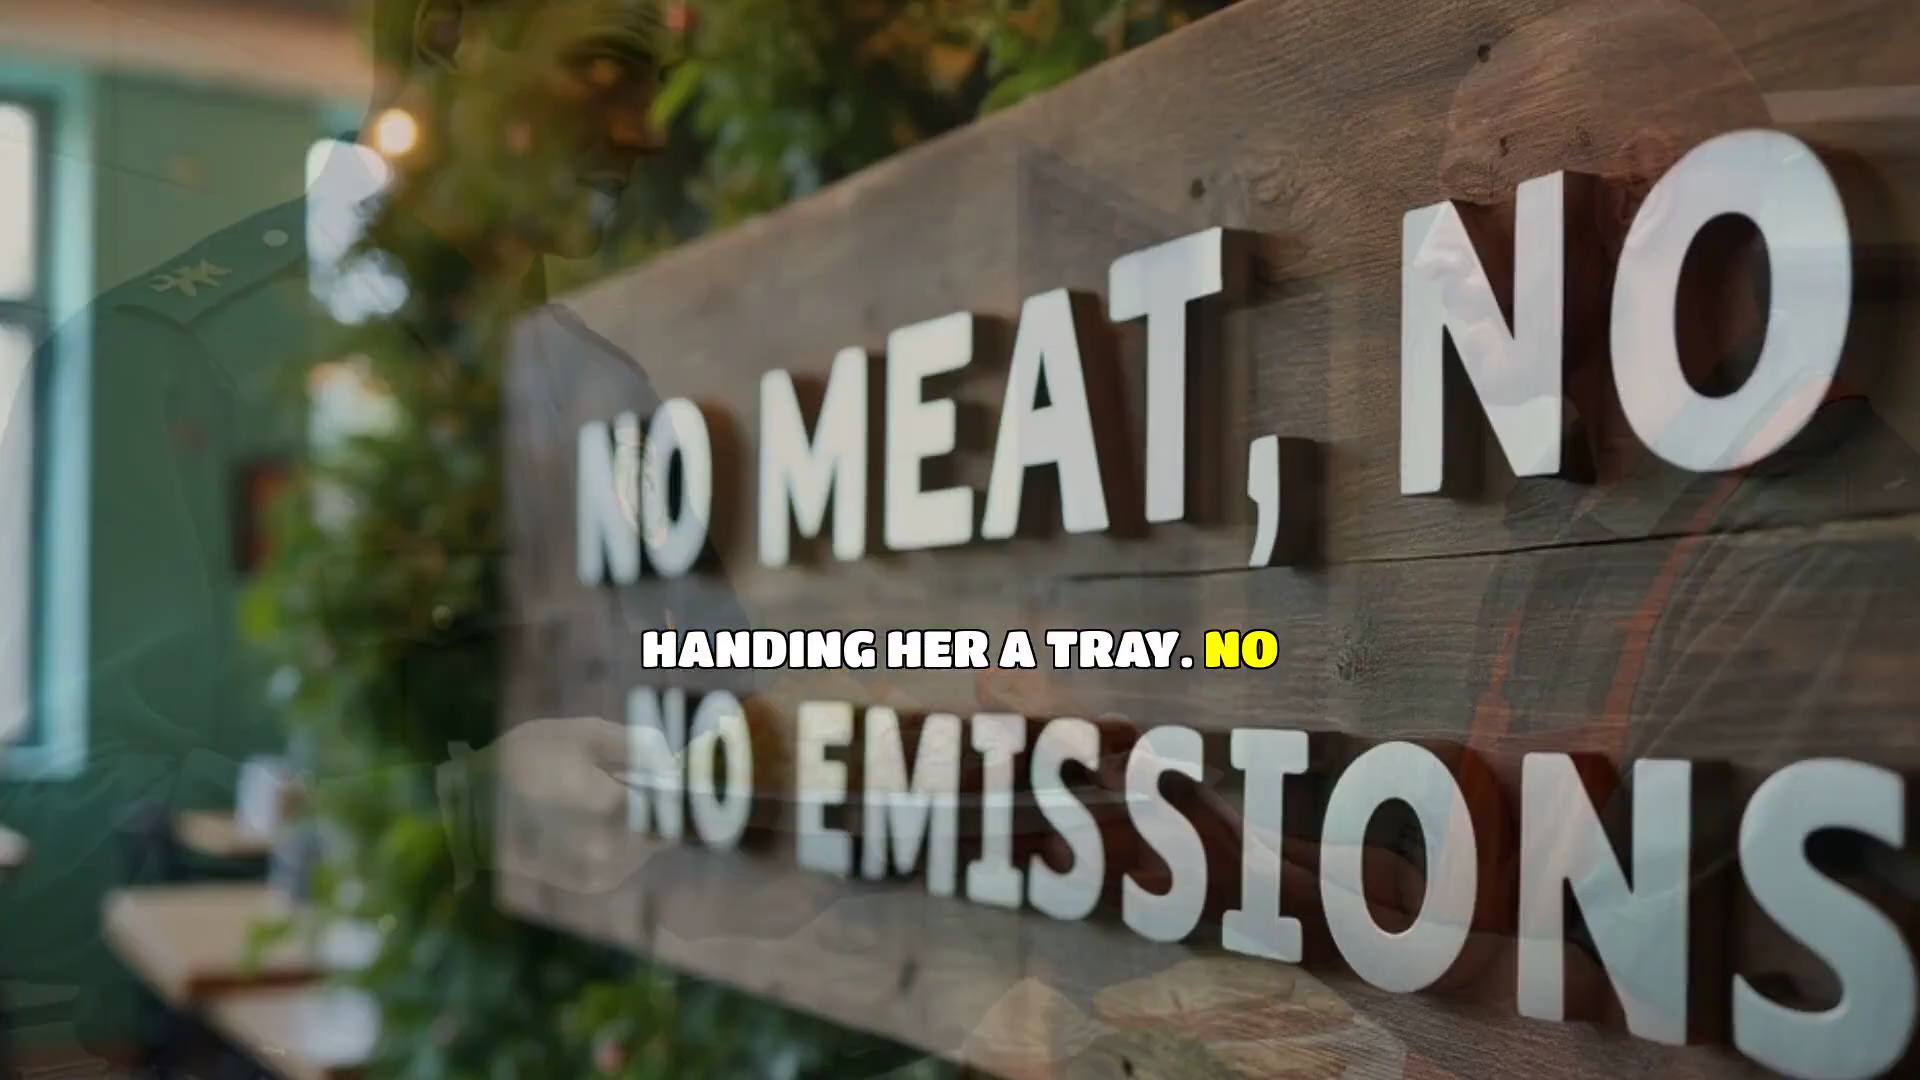 NO MEAT, NO
HANDING HER A TRAY. NO
NO EMISSIONS